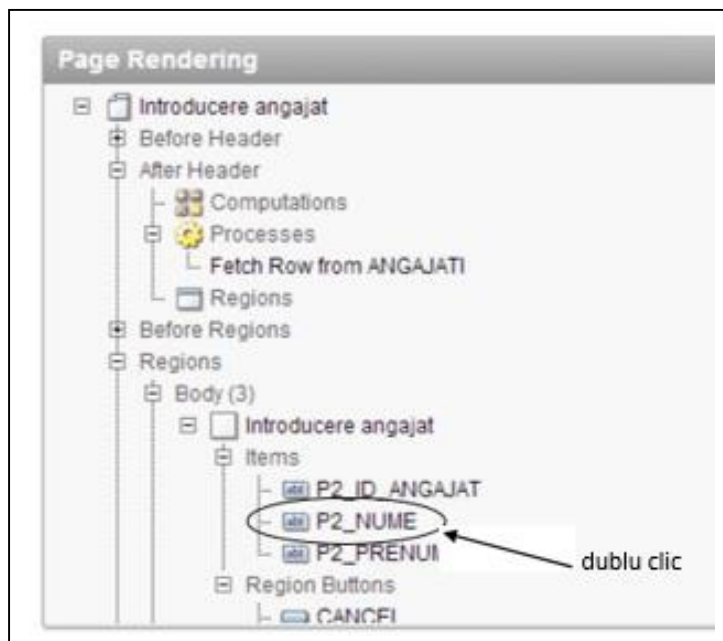 Page Rendering
Introducere angajat
Before Header
After Header
Computations
Processes
Fetch Row from ANGAJATI
Regions
Before Regions
Regions
Body (3)
Introducere angajat
Items
P2_ID_ANGAJAT
P2_NUME
dublu clic
Region Buttons
CANCEL